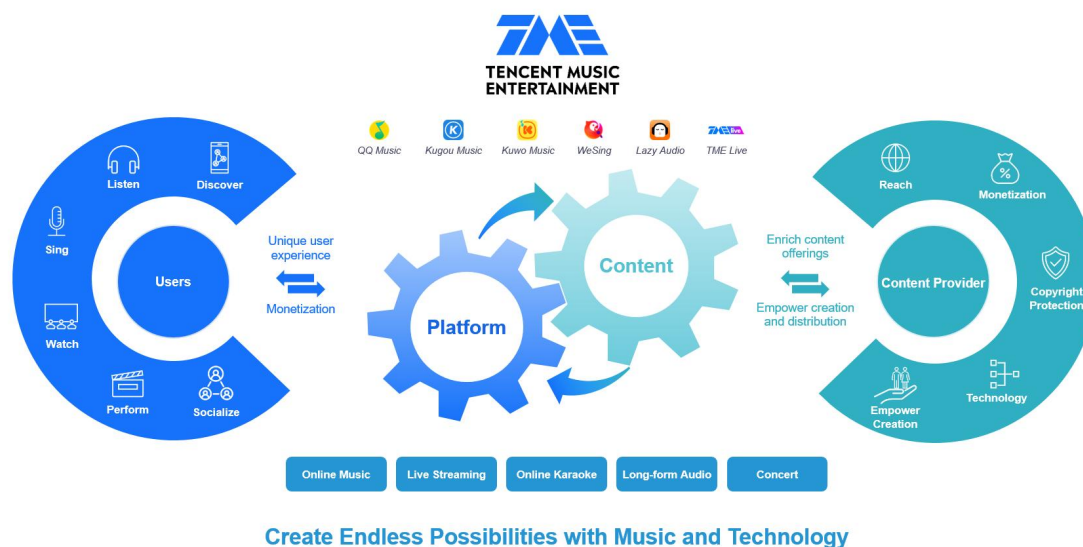 TME
TENCENT MUSIC
ENTERTAINMENT
QQ Music
Kugou Music
Kuwo Music
WeSing
Lazy Audio
TME live
TME Live
Listen
Discover
Sing
Users
Watch
Perform
Socialize
Unique user
experience
Monetization
Platform
Content
Enrich content
offerings
Empower creation
and distribution
Reach
Monetization
Content Provider
Copyright
Protection
Technology
Empower
Creation
Online Music
Live Streaming
Online Karaoke
Long-form Audio
Concert
Create Endless Possibilities with Music and Technology